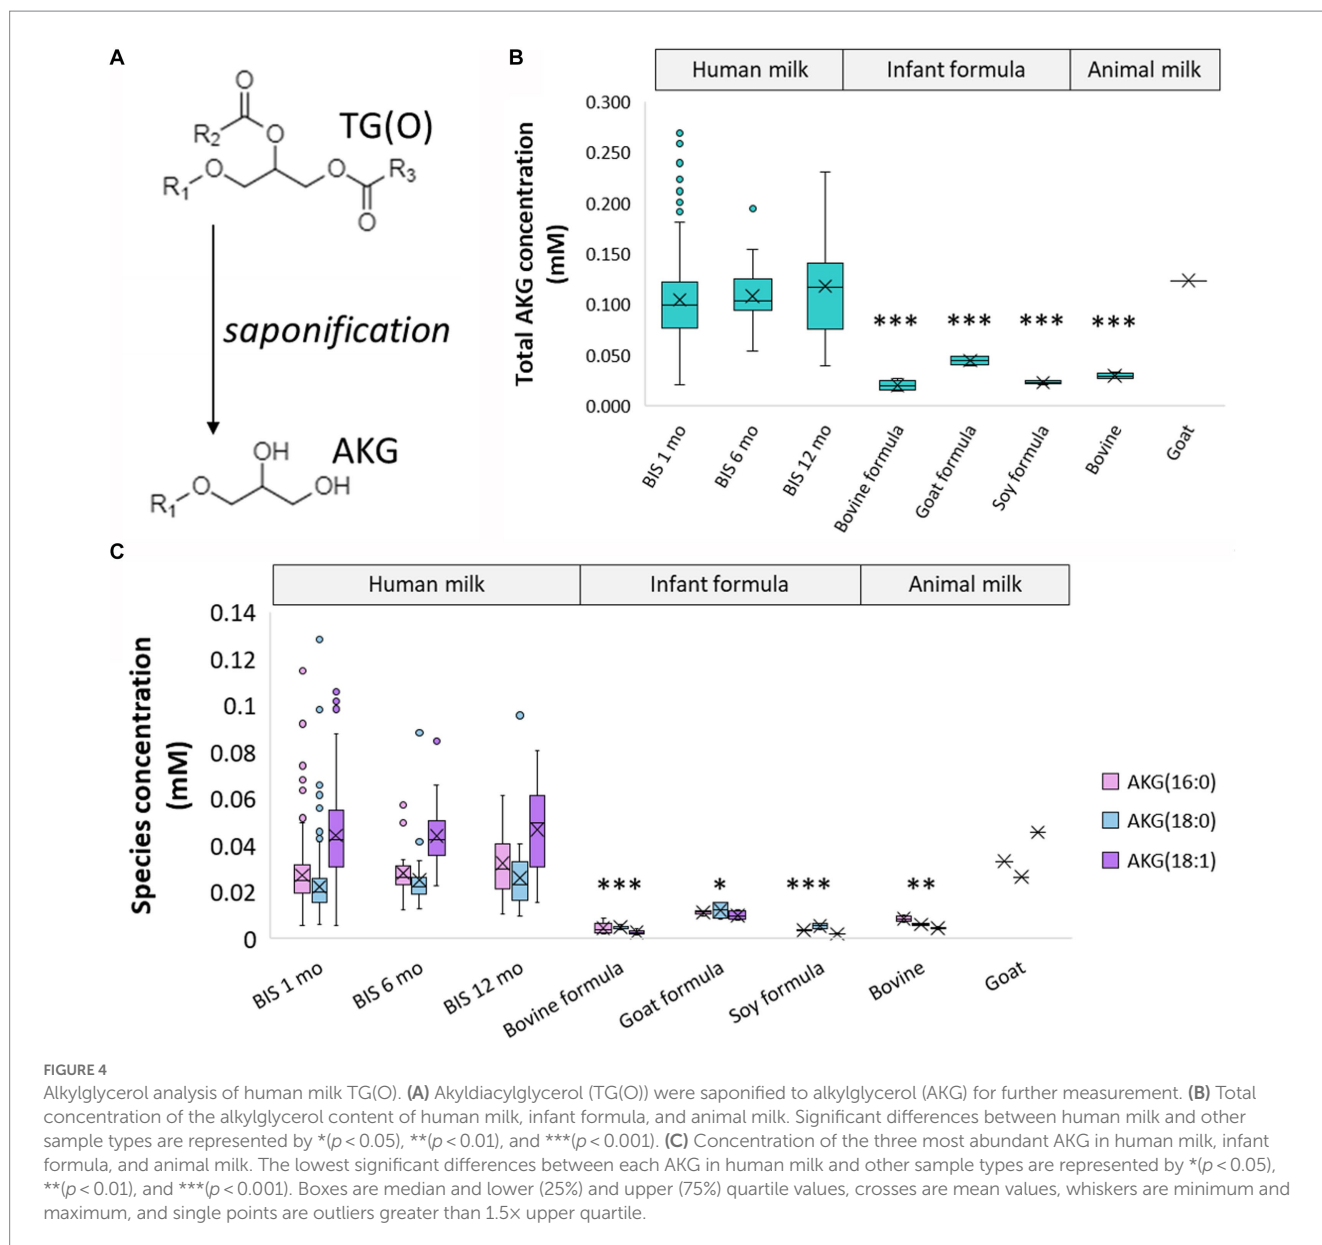 A
O
R2
O
TG(O)
O
O
R3
R1
O
saponification
OH
AKG
O
OH
R1
B
Human milk
Infant formula
Animal milk
Total AKG concentration
(mM)
0.300
0.250
0.200
0.150
0.100
0.050
0.000
***
***
***
***
BIS 1 mo
BIS 6 mo
BIS 12 mo
Bovine formula
Goat formula
Soy formula
Bovine
Goat
C
Human milk
Infant formula
Animal milk
Species concentration
(mM)
0.14
0.12
0.1
0.08
0.06
0.04
0.02
0
***
*
***
**
BIS 1 mo
BIS 6 mo
BIS 12 mo
Bovine formula
Goat formula
Soy formula
Bovine
Goat
AKG(16:0)
AKG(18:0)
AKG(18:1)
FIGURE 4
Alkylglycerol analysis of human milk TG(O). (A) Akyldiacylglycerol (TG(O)) were saponified to alkylglycerol (AKG) for further measurement. (B) Total
concentration of the alkylglycerol content of human milk, infant formula, and animal milk. Significant differences between human milk and other
sample types are represented by *(p < 0.05), **(p < 0.01), and ***(p < 0.001). (C) Concentration of the three most abundant AKG in human milk, infant
formula, and animal milk. The lowest significant differences between each AKG in human milk and other sample types are represented by *(p < 0.05),
**(p < 0.01), and ***(p < 0.001). Boxes are median and lower (25%) and upper (75%) quartile values, crosses are mean values, whiskers are minimum and
maximum, and single points are outliers greater than 1.5× upper quartile.